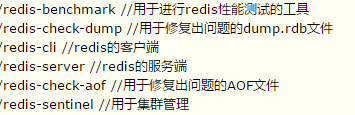 /redis-benchmark //用于进行redis性能测试的工具
/redis-check-dump //用于修复出问题的dump.rdb文件
/redis-cli //redis的客户端
/redis-server //redis的服务端
/redis-check-aof //用于修复出问题的AOF文件
/redis-sentinel //用于集群管理